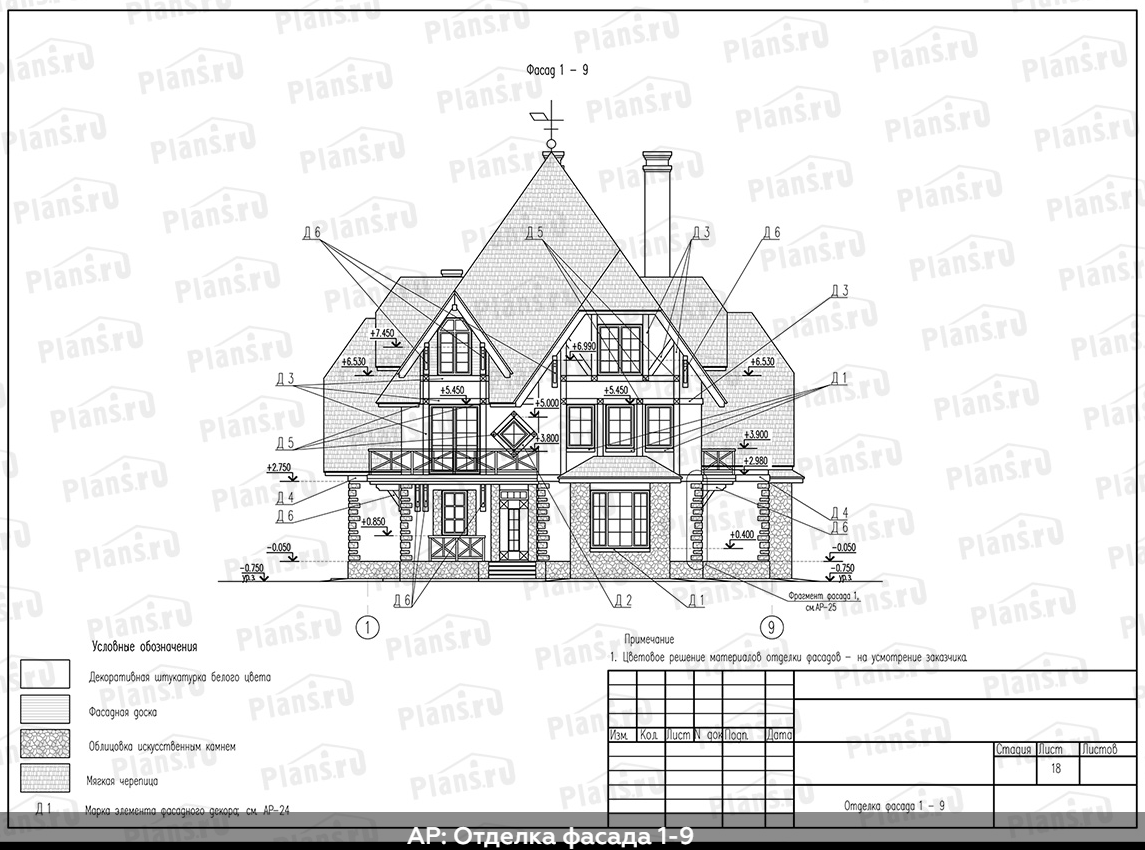 Фасад 1 - 9
Д 6
Д 5
Д 3
Д 6
Д 3
+7.450
+6.990
+6.530
+6.530
Д 3
Д 1
+5.450
+5.450
+5.000
+3.900
+3.800
Д 5
+2.980
+2.750
Д 4
Д 4
Д 6
Д 6
+0.850
+0.400
-0.050
-0.050
-0.750
ур.з.
-0.750
ур.з.
Д 6
Д 2
Д 1
Фрагмент фасада 1,
см.АР-25
1
9
Условные обозначения
Декоративная штукатурка белого цвета
Фасадная доска
Облицовка искусственным камнем
Мягкая черепица
Д 1 Марка элемента фасадного декора; см. АР-24
Примечание
1. Цветовое решение материалов отделки фасадов - на усмотрение заказчика.
Изм. Кол. Лист N док Подп. Дата
Стадия Лист Листов
18
Отделка фасада 1 - 9
Plans.ru
АР: Отделка фасада 1-9